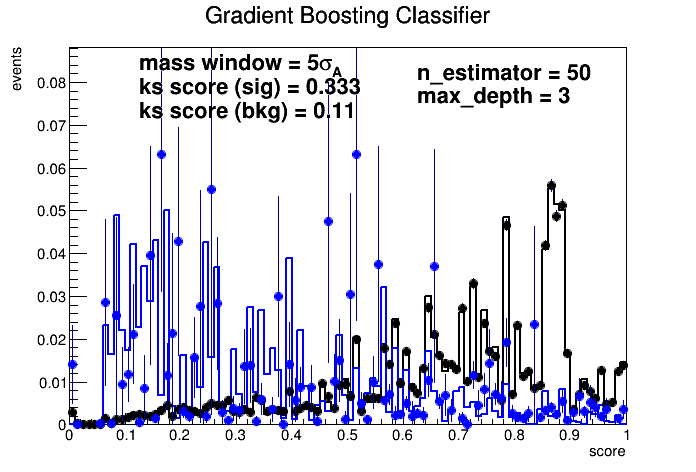 Gradient Boosting Classifier
events
mass window = 5σA
ks score (sig) = 0.333
ks score (bkg) = 0.11
n_estimator = 50
max_depth = 3
0.08
0.07
0.06
0.05
0.04
0.03
0.02
0.01
0
0 0.1 0.2 0.3 0.4 0.5 0.6 0.7 0.8 0.9 1
score